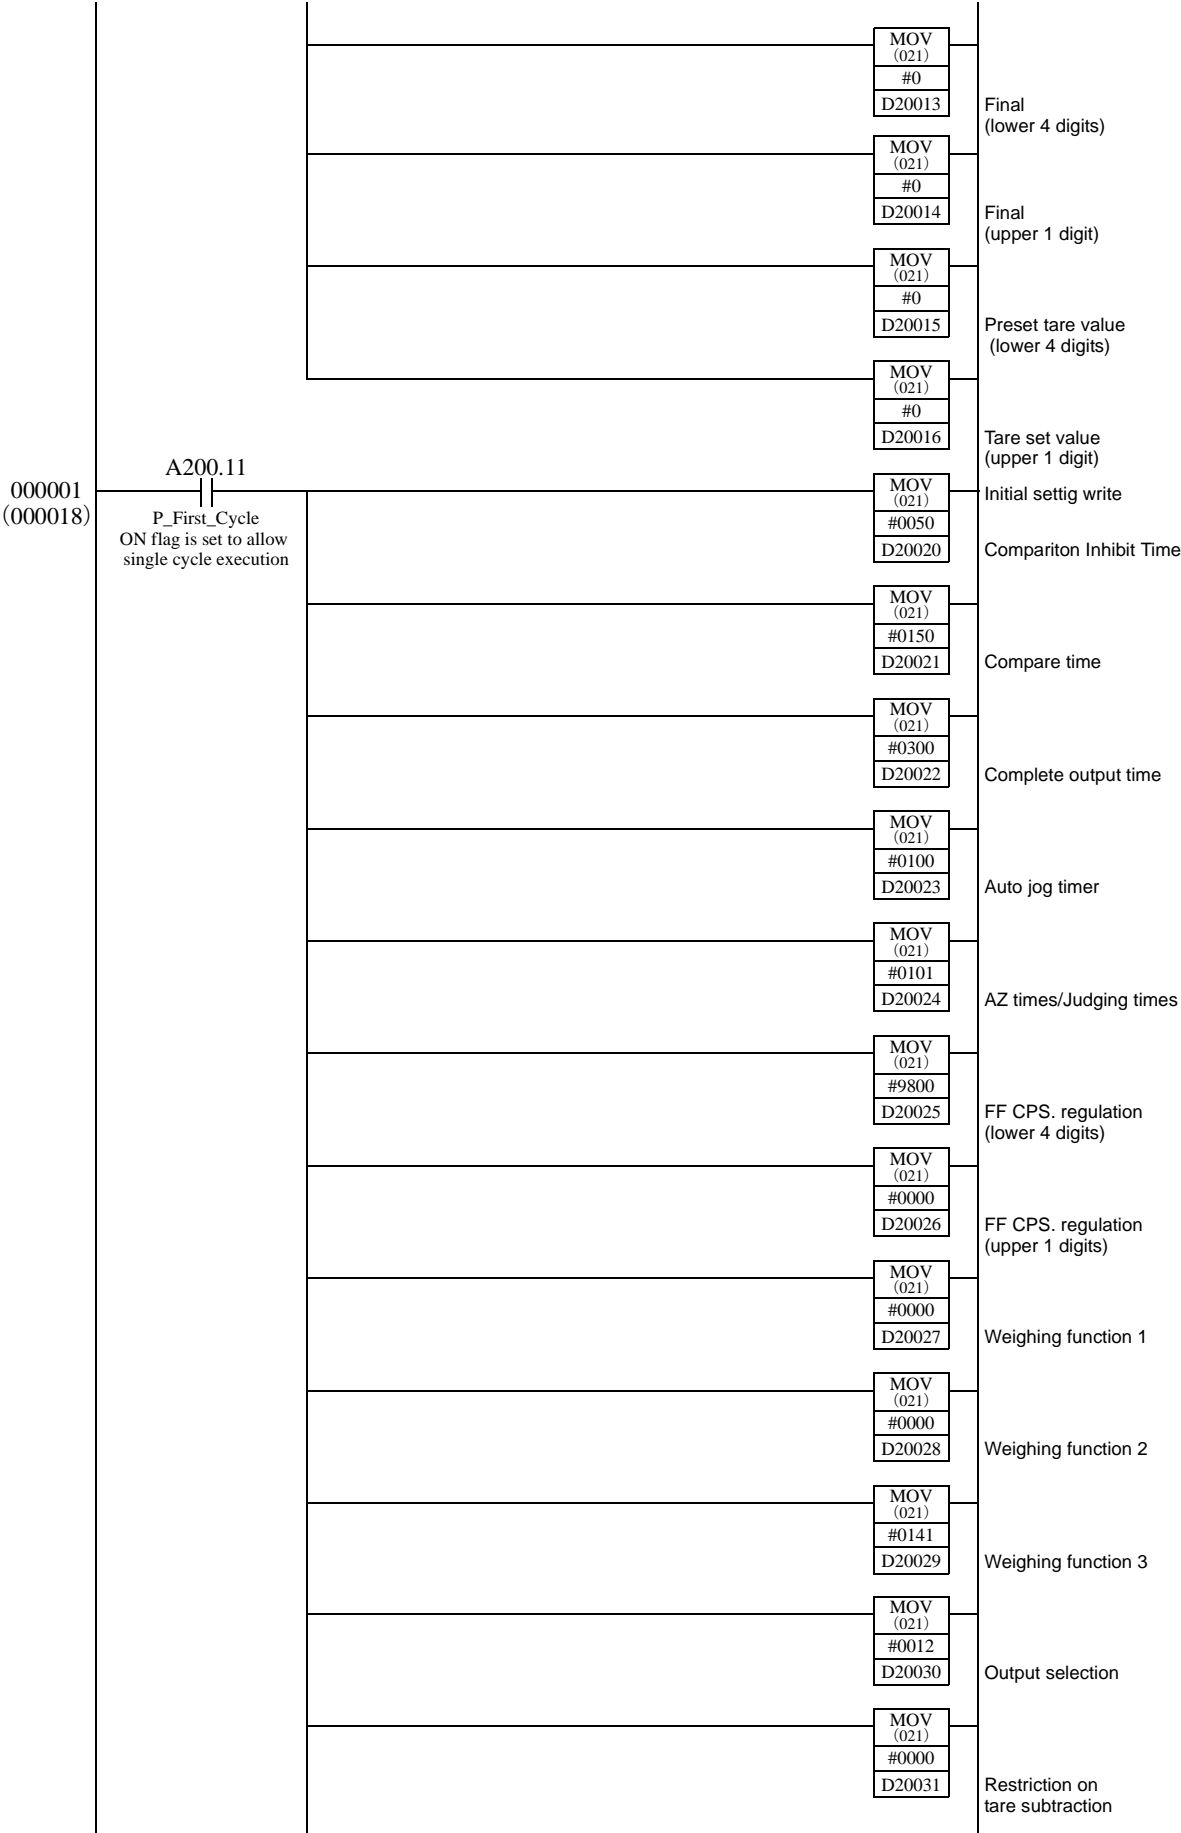 MOV
(021)
#0
D20013
Final
(lower 4 digits)
MOV
(021)
#0
D20014
Final
(upper 1 digit)
MOV
(021)
#0
D20015
Preset tare value
(lower 4 digits)
MOV
(021)
#0
D20016
Tare set value
(upper 1 digit)
000001
(000018)
A200.11
P_First_Cycle
ON flag is set to allow
single cycle execution
MOV
(021)
#0050
D20020
Initial settig write
Compariton Inhibit Time
MOV
(021)
#0150
D20021
Compare time
MOV
(021)
#0300
D20022
Complete output time
MOV
(021)
#0100
D20023
Auto jog timer
MOV
(021)
#0101
D20024
AZ times/Judging times
MOV
(021)
#9800
D20025
FF CPS. regulation
(lower 4 digits)
MOV
(021)
#0000
D20026
FF CPS. regulation
(upper 1 digits)
MOV
(021)
#0000
D20027
Weighing function 1
MOV
(021)
#0000
D20028
Weighing function 2
MOV
(021)
#0141
D20029
Weighing function 3
MOV
(021)
#0012
D20030
Output selection
MOV
(021)
#0000
D20031
Restriction on
tare subtraction